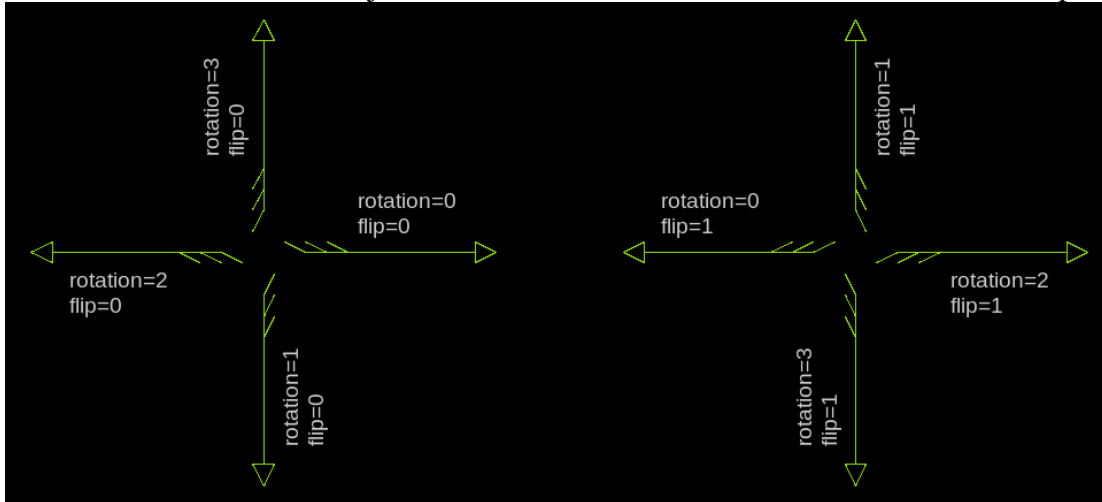 rotation=3
flip=0
rotation=0
flip=0
rotation=2
flip=0
rotation=1
flip=0
rotation=1
flip=1
rotation=0
flip=1
rotation=2
flip=1
rotation=3
flip=1